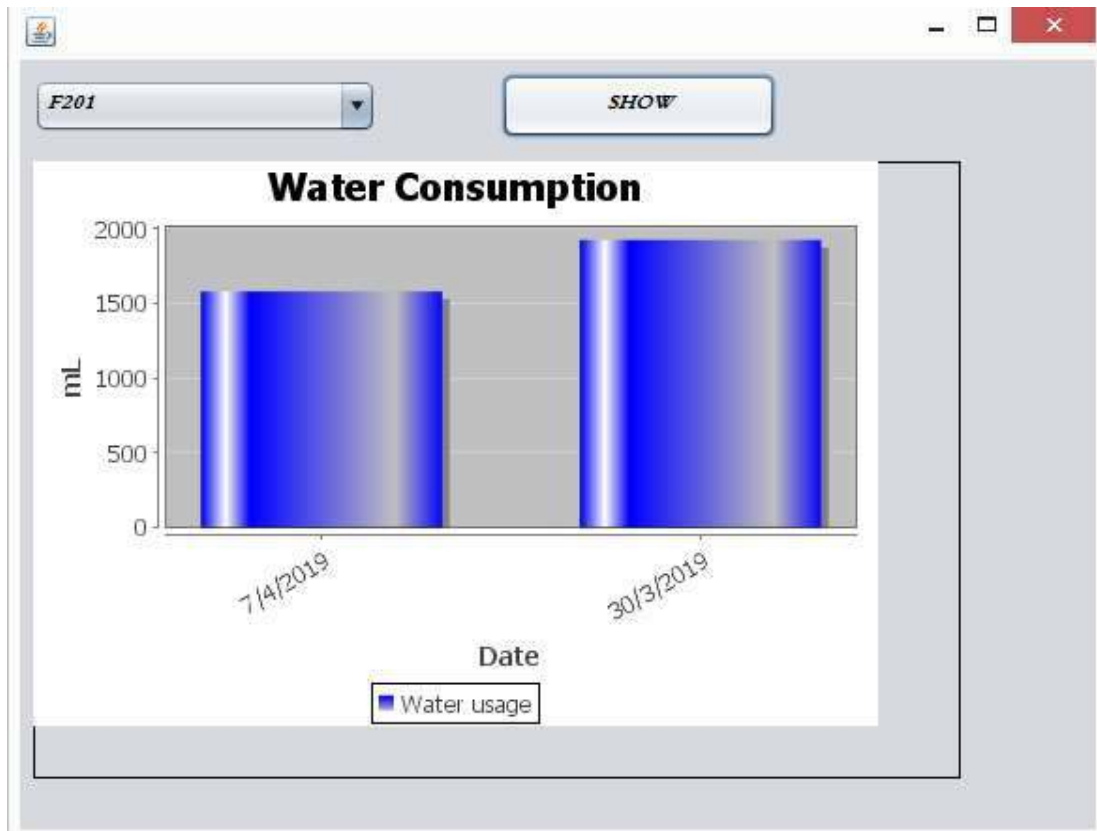 F201
SHOW
Water Consumption
2000
1500
1000
500
0
mL
7/4/2019
30/3/2019
Date
Water usage